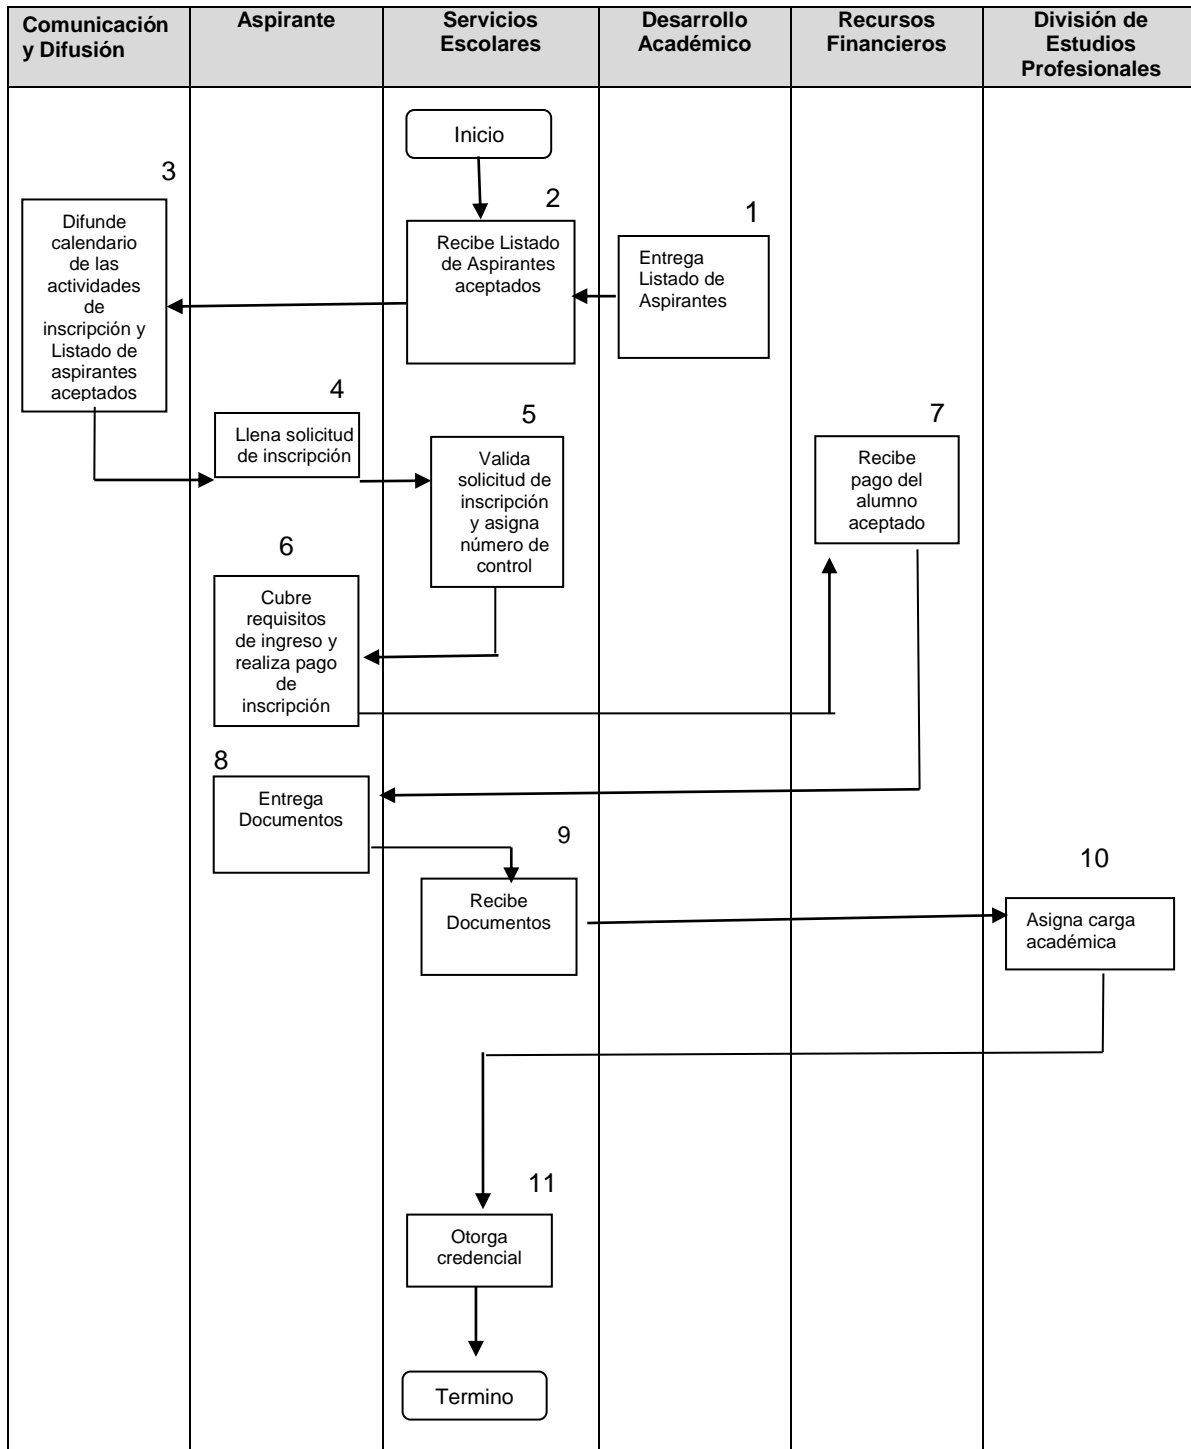 Comunicación
y Difusión
Aspirante
Servicios
Escolares
Desarrollo
Académico
Recursos
Financieros
División de
Estudios
Profesionales
Inicio
3
Difunde
calendario
de las
actividades
de
inscripción y
Listado de
aspirantes
aceptados
2
Recibe Listado
de Aspirantes
aceptados
1
Entrega
Listado de
Aspirantes
4
Llena solicitud
de inscripción
5
Valida
solicitud de
inscripción
y asigna
número de
control
7
Recibe
pago del
alumno
aceptado
6
Cubre
requisitos
de ingreso y
realiza pago
de
inscripción
8
Entrega
Documentos
9
Recibe
Documentos
10
Asigna carga
académica
11
Otorga
credencial
Termino